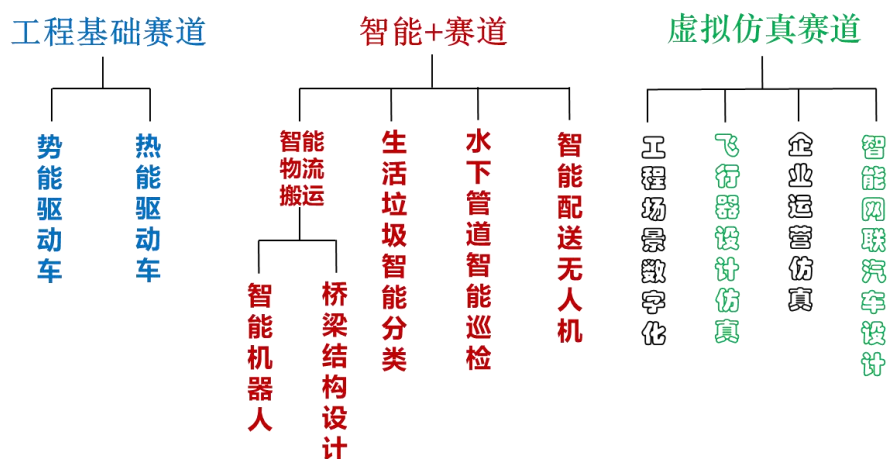 工程基础赛道
势能驱动车
热能驱动车
智能+赛道
智能
物流
搬运
智能机器人
桥梁结构设计
生活垃圾智能分类
水下管道智能巡检
智能配送无人机
虚拟仿真赛道
工程场景数字化
飞行器设计仿真
企业运营仿真
智能网联汽车设计